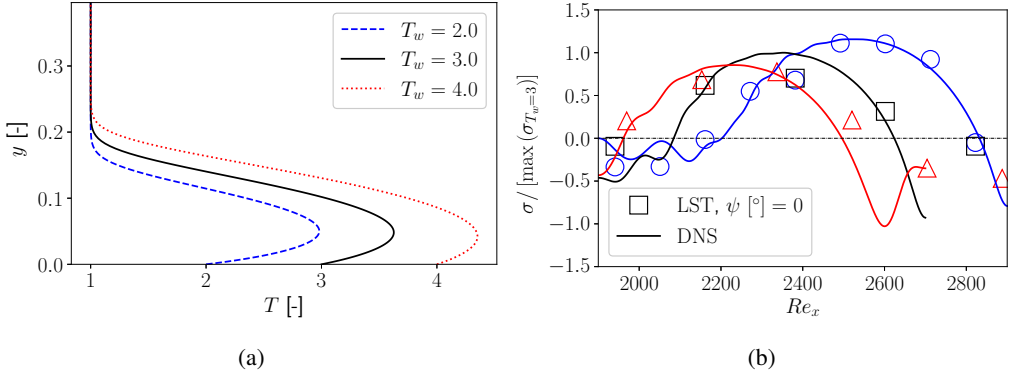 T_w = 2.0
T_w = 3.0
T_w = 4.0
0.3
0.2
0.1
0.0
y [-]
1 2 3 4
T [-]
(a)
1.5
1.0
0.5
0.0
−0.5
−1.0
−1.5
σ/ [max (σ_{T_w=3})]
LST, ψ [°] = 0
DNS
2000 2200 2400 2600 2800
Re_x
(b)